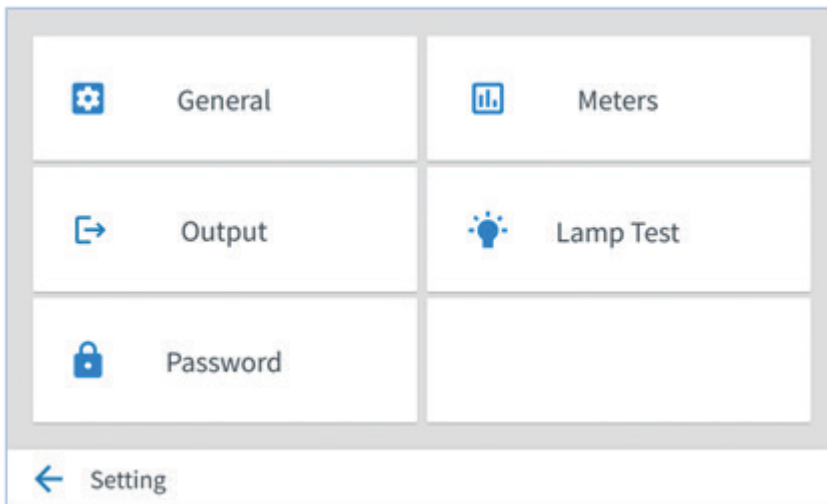 General
Meters
Output
Lamp Test
Password
Setting